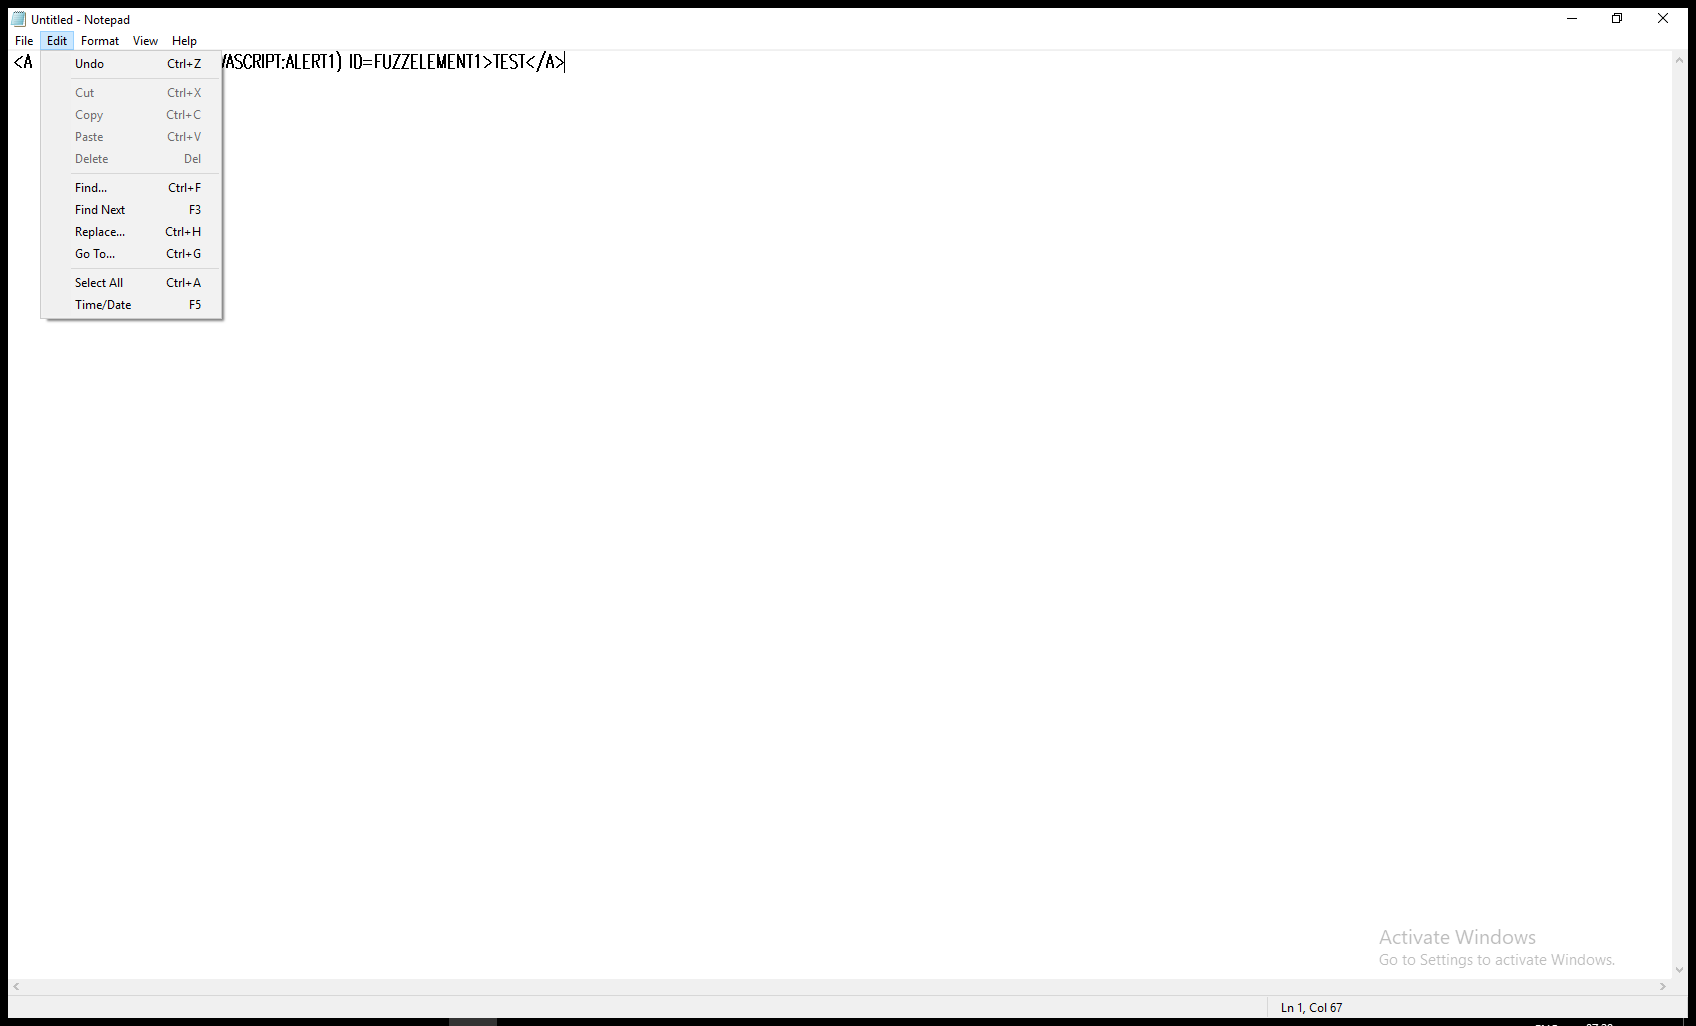 Untitled - Notepad
File Edit Format View Help
<A
ASCRIPT:ALERT1) ID=FUZZELEMENT1>TEST</A>
Undo Ctrl+Z
Cut Ctrl+X
Copy Ctrl+C
Paste Ctrl+V
Delete Del
Find... Ctrl+F
Find Next F3
Replace... Ctrl+H
Go To... Ctrl+G
Select All Ctrl+A
Time/Date F5
Activate Windows
Go to Settings to activate Windows.
Ln 1, Col 67